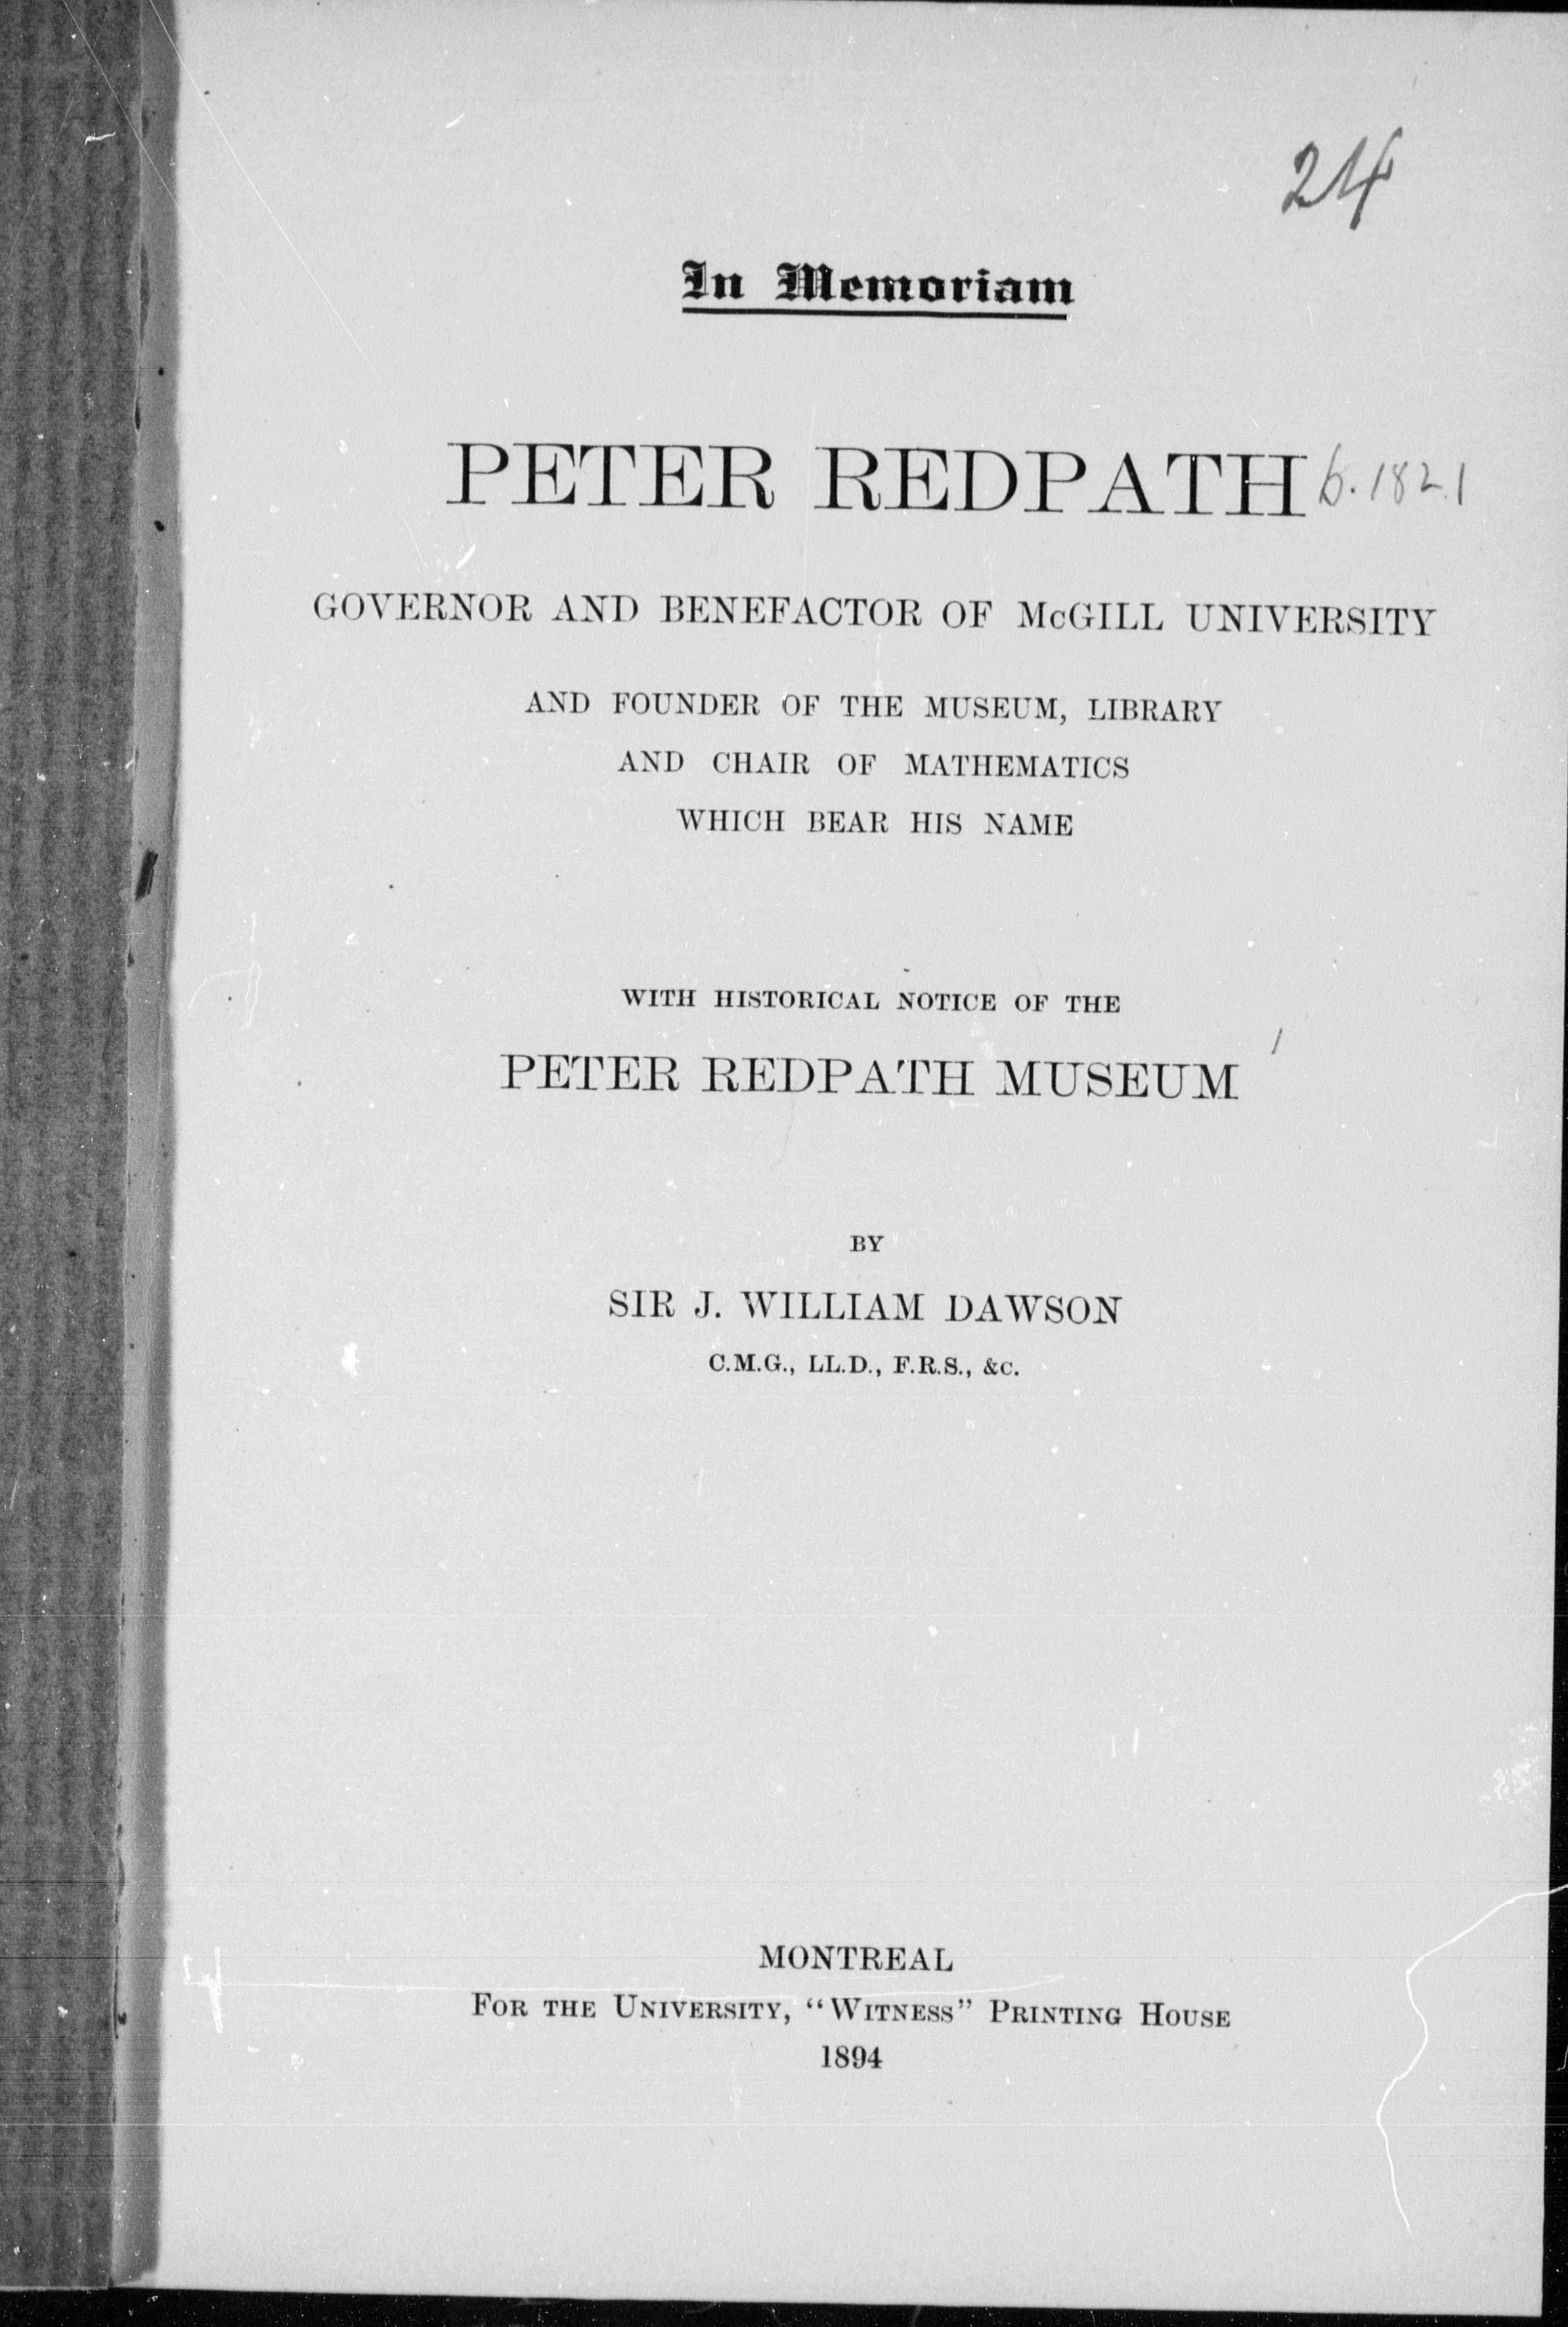 24
In Memoriam
PETER REDPATH b. 1821
GOVERNOR AND BENEFACTOR OF McGILL UNIVERSITY
AND FOUNDER OF THE MUSEUM, LIBRARY
AND CHAIR OF MATHEMATICS
WHICH BEAR HIS NAME
WITH HISTORICAL NOTICE OF THE
PETER REDPATH MUSEUM
BY
SIR J. WILLIAM DAWSON
C.M.G., LL.D., F.R.S., &c.
MONTREAL
FOR THE UNIVERSITY, “WITNESS” PRINTING HOUSE
1894